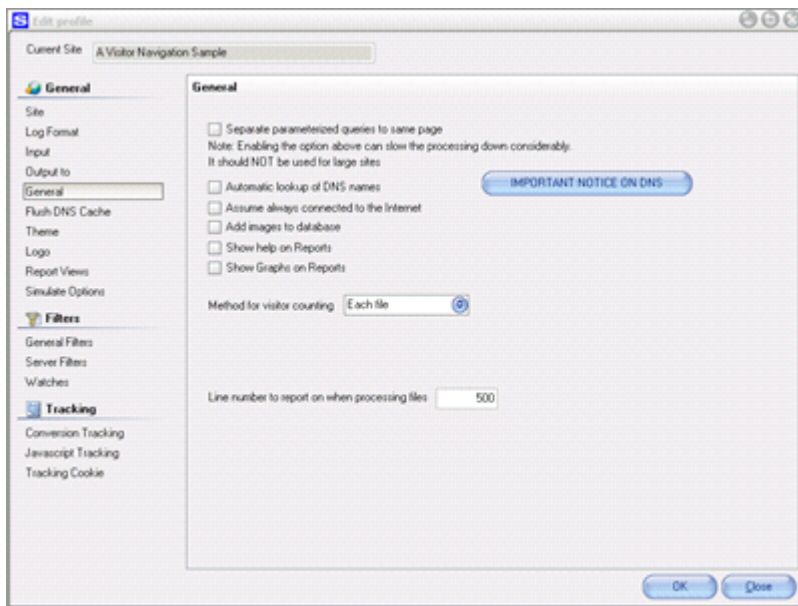 S Edit profile
Current Site A Visitor Navigation Sample
General
Site
Log Format
Input
Output to
General
Flush DNS Cache
Theme
Logo
Report Views
Simulate Options
Filters
General Filters
Server Filters
Watches
Tracking
Conversion Tracking
Javascript Tracking
Tracking Cookie
General
Separate parameterized queries to same page
Note: Enabling the option above can slow the processing down considerably.
It should NOT be used for large sites
Automatic lookup of DNS names
IMPORTANT NOTICE ON DNS
Assume always connected to the Internet
Add images to database
Show help on Reports
Show Graphs on Reports
Method for visitor counting Each file
Line number to report on when processing files 500
OK Close